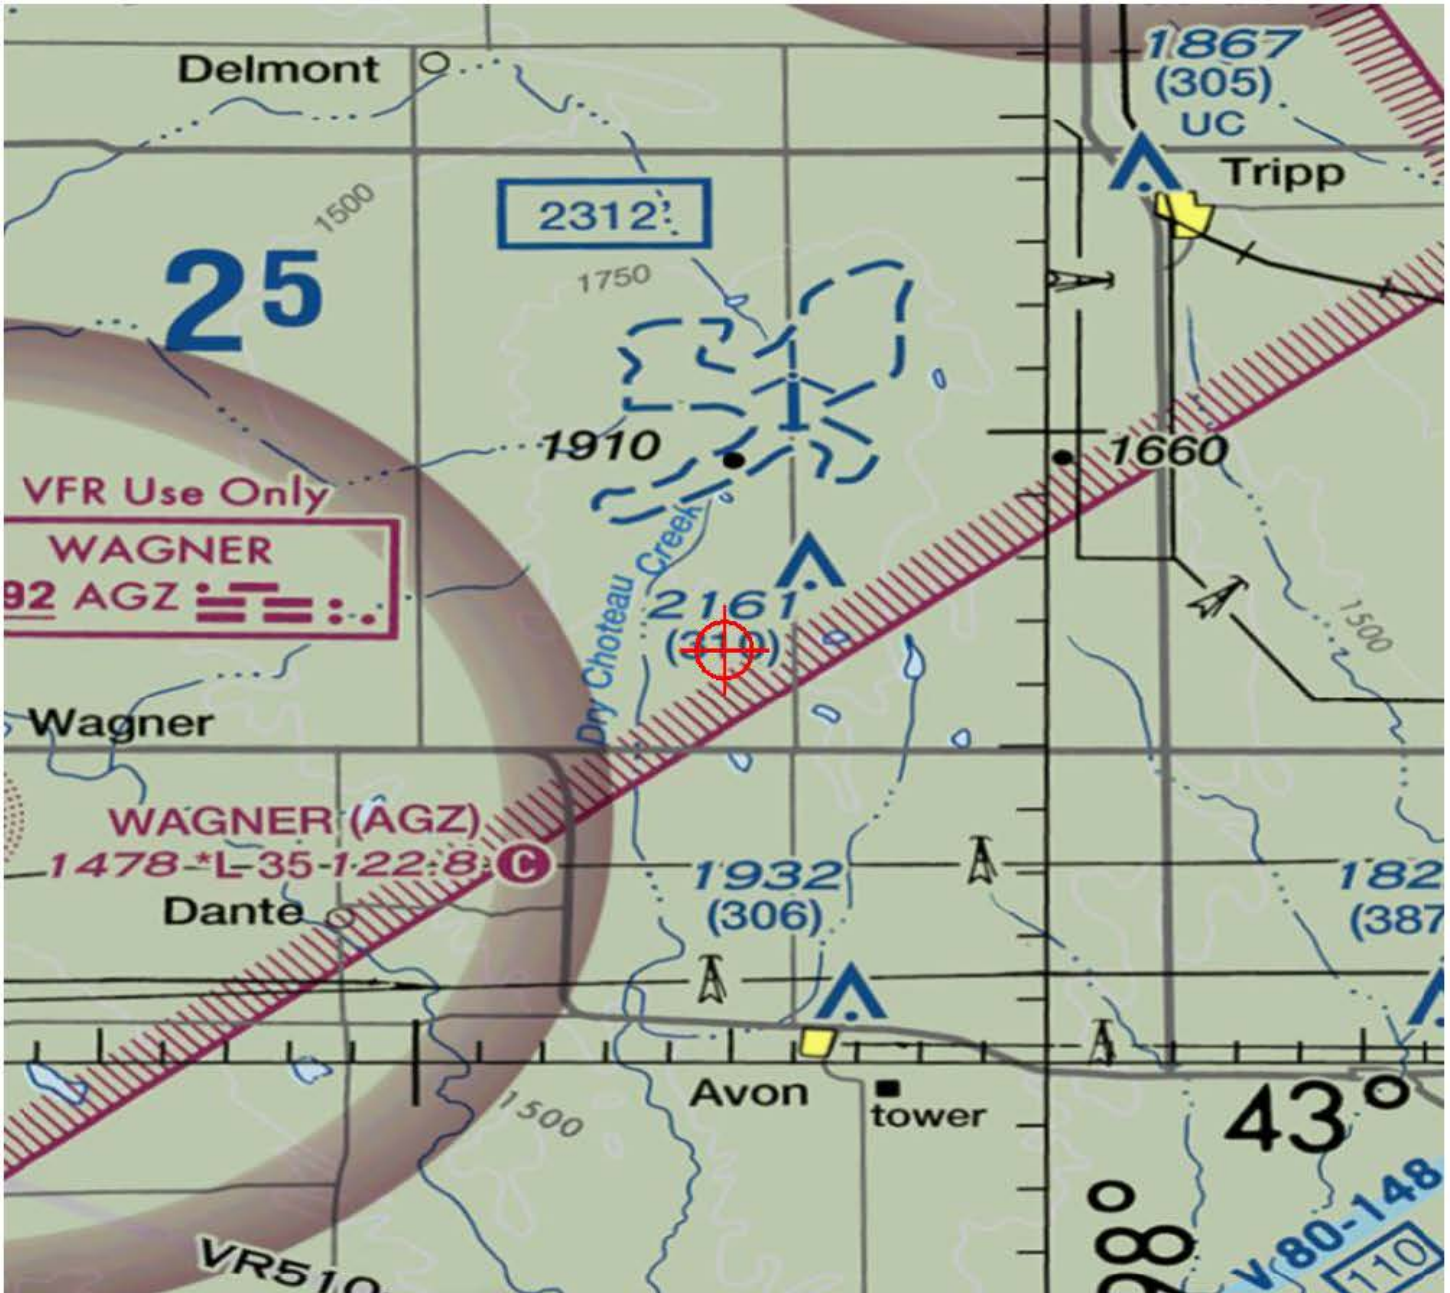 Delmont
1867
(305)
UC
Tripp
1500
2312'
1750
25
1910
1660
VFR Use Only
WAGNER
92 AGZ
Dry Choteau Creek
2161
1500
Wagner
WAGNER (AGZ)
1478 *L 35 122.8 C
1932
(306)
182
(387
Dante
Avon
tower
1500
43°
98°
V 80-148
110
VR510